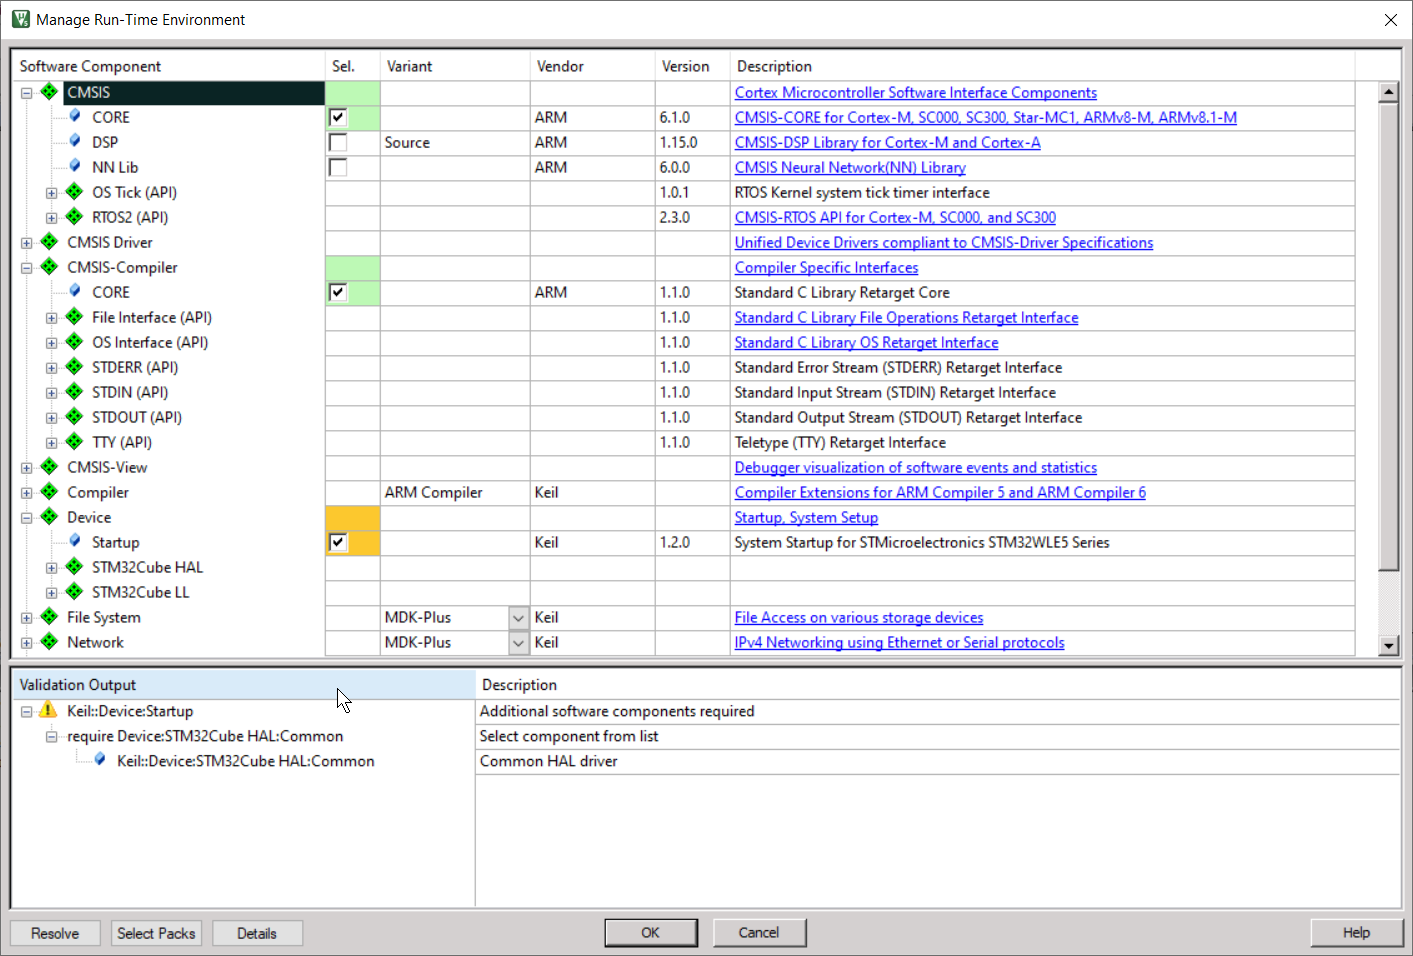 Manage Run-Time Environment
Software Component Sel. Variant Vendor Version Description
CMSIS Cortex Microcontroller Software Interface Components
CORE ARM 6.1.0 CMSIS-CORE for Cortex-M, SC000, SC300, Star-MC1, ARMv8-M, ARMv8.1-M
DSP Source ARM 1.15.0 CMSIS-DSP Library for Cortex-M and Cortex-A
NN Lib ARM 6.0.0 CMSIS Neural Network(NN) Library
OS Tick (API) 1.0.1 RTOS Kernel system tick timer interface
RTOS2 (API) 2.3.0 CMSIS-RTOS API for Cortex-M, SC000, and SC300
CMSIS Driver Unified Device Drivers compliant to CMSIS-Driver Specifications
CMSIS-Compiler Compiler Specific Interfaces
CORE ARM 1.1.0 Standard C Library Retarget Core
File Interface (API) 1.1.0 Standard C Library File Operations Retarget Interface
OS Interface (API) 1.1.0 Standard C Library OS Retarget Interface
STDERR (API) 1.1.0 Standard Error Stream (STDERR) Retarget Interface
STDIN (API) 1.1.0 Standard Input Stream (STDIN) Retarget Interface
STDOUT (API) 1.1.0 Standard Output Stream (STDOUT) Retarget Interface
TTY (API) 1.1.0 Teletype (TTY) Retarget Interface
CMSIS-View Debugger visualization of software events and statistics
Compiler ARM Compiler Keil Compiler Extensions for ARM Compiler 5 and ARM Compiler 6
Device Startup, System Setup
Startup Keil 1.2.0 System Startup for STMicroelectronics STM32WLE5 Series
STM32Cube HAL
STM32Cube LL
File System MDK-Plus Keil File Access on various storage devices
Network MDK-Plus Keil IPv4 Networking using Ethernet or Serial protocols
Validation Output Description
Keil::Device:Startup Additional software components required
require Device:STM32Cube HAL:Common Select component from list
Keil::Device:STM32Cube HAL:Common Common HAL driver
Resolve Select Packs Details OK Cancel Help